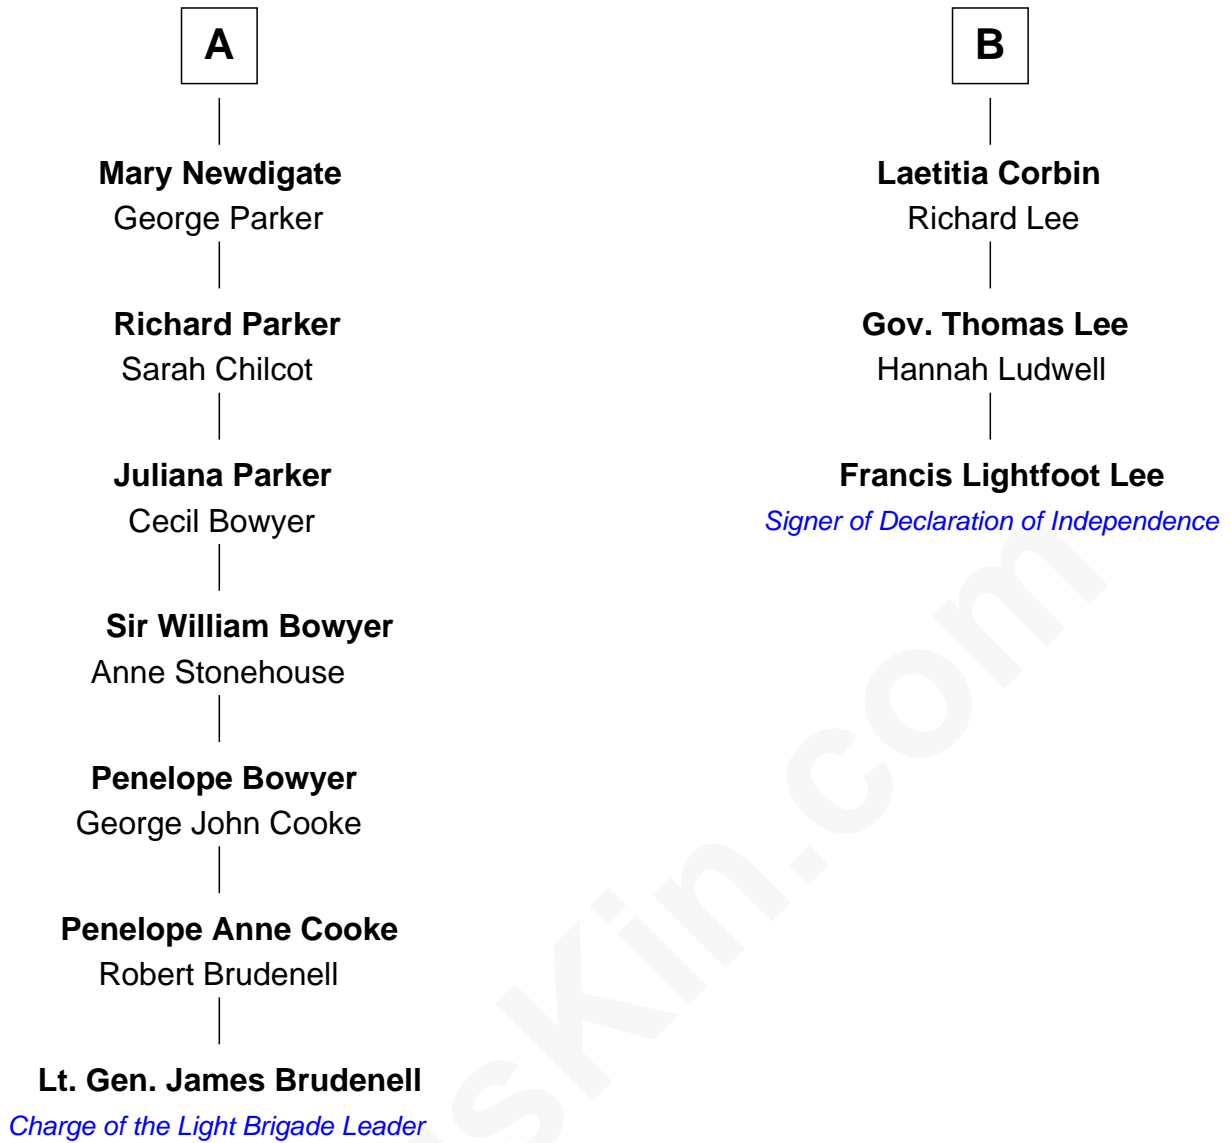 A
Mary Newdigate
George Parker
Richard Parker
Sarah Chilcot
Juliana Parker
Cecil Bowyer
Sir William Bowyer
Anne Stonehouse
Penelope Bowyer
George John Cooke
Penelope Anne Cooke
Robert Brudenell
Lt. Gen. James Brudenell
Charge of the Light Brigade Leader
B
Laetitia Corbin
Richard Lee
Gov. Thomas Lee
Hannah Ludwell
Francis Lightfoot Lee
Signer of Declaration of Independence
sKin.com